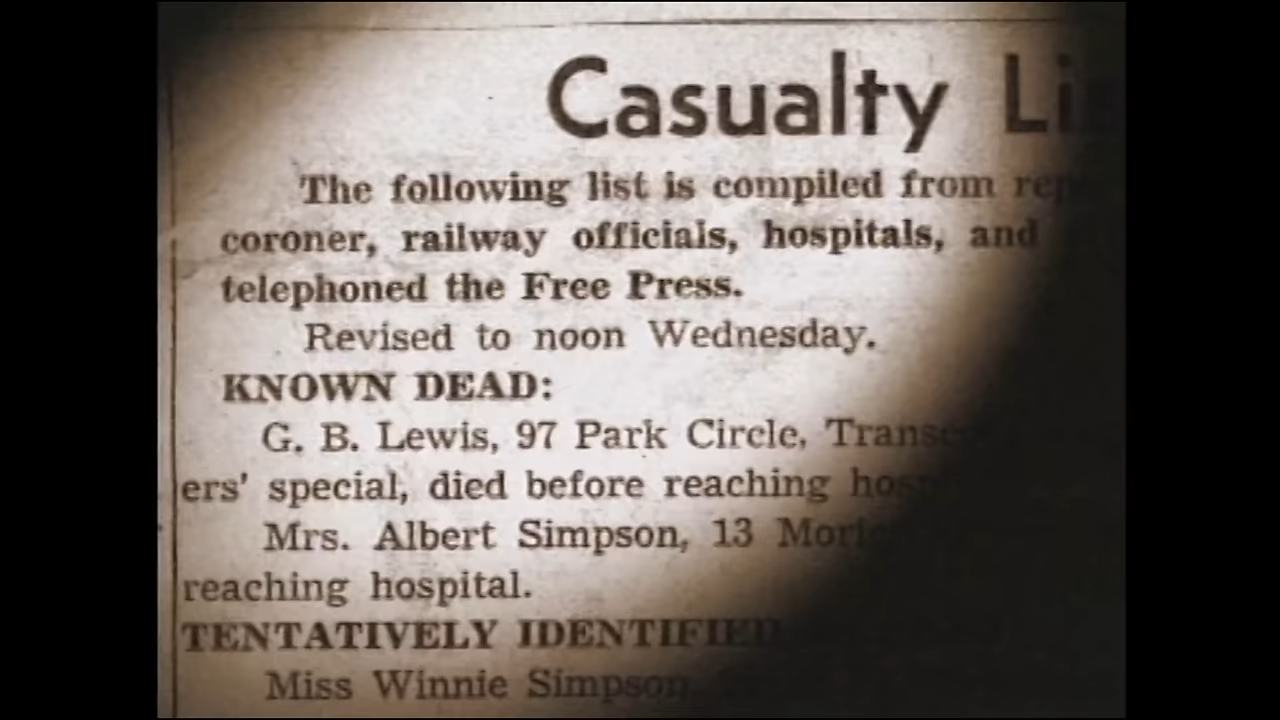 Casualty
The following list is compiled from
coroner, railway officials, hospitals, and
telephoned the Free Press.
Revised to noon Wednesday.
KNOWN DEAD:
G. B. Lewis, 97 Park Circle,
ers' special, died before reaching
Mrs. Albert Simpson, 13
reaching hospital.
TENTATIVELY IDENTIFIED
Miss Winnie Simpson,